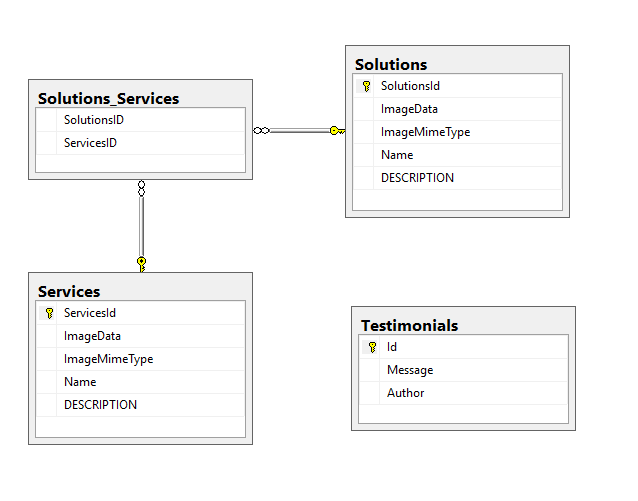 Solutions_Services
SolutionsID
ServicesID
Solutions
SolutionsId
ImageData
ImageMimeType
Name
DESCRIPTION
Services
ServicesId
ImageData
ImageMimeType
Name
DESCRIPTION
Testimonials
Id
Message
Author